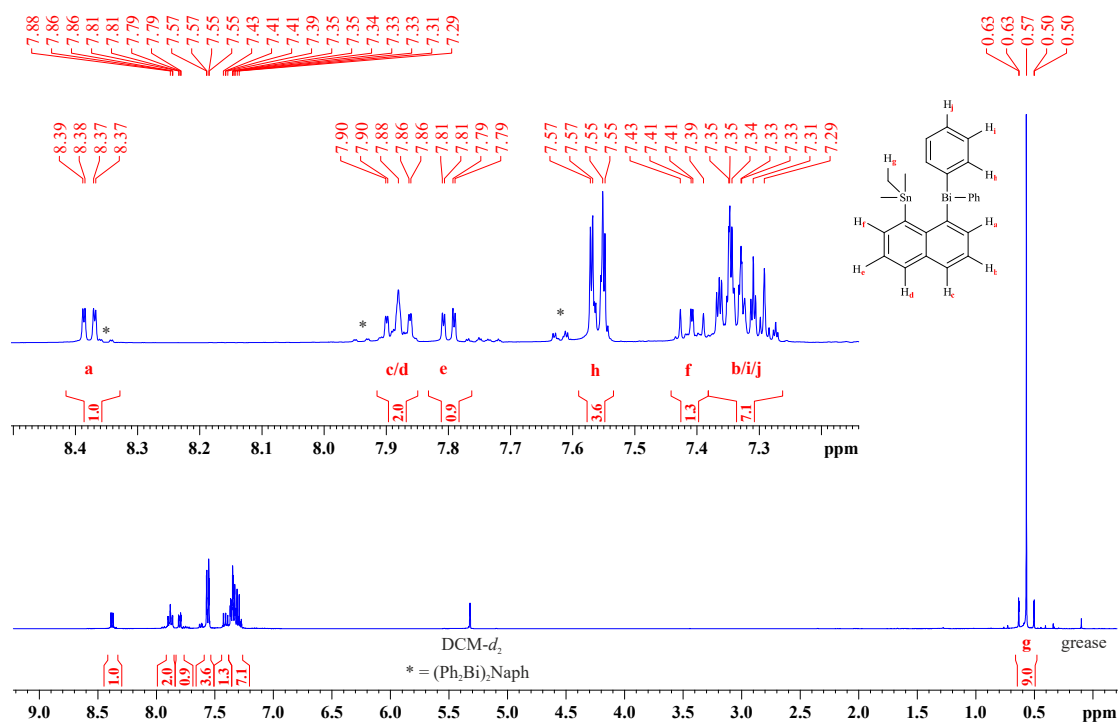 7.88 7.86 7.86 7.81 7.81 7.79 7.79 7.57 7.57 7.55 7.55 7.43 7.41 7.41 7.39 7.35 7.35 7.34 7.33 7.33 7.31 7.29
0.63 0.63 0.57 0.50 0.50
8.39 8.38 8.37 8.37
7.90 7.90 7.88 7.86 7.86 7.81 7.81 7.79 7.79
7.57 7.57 7.55 7.55 7.43 7.41 7.41 7.39 7.35 7.35 7.34 7.33 7.33 7.31 7.29
Hj
Hi
Hg
Hh
Sn Bi Ph
Hf Ha
He Hb
Hd Hc
* * *
a c/d e h f b/i/j
1.0 2.0 0.9 3.6 1.3 7.1
8.4 8.3 8.2 8.1 8.0 7.9 7.8 7.7 7.6 7.5 7.4 7.3 ppm
DCM-d2 g grease
* = (Ph2Bi)2Naph
1.0 2.0 0.9 3.6 1.3 7.1 9.0
9.0 8.5 8.0 7.5 7.0 6.5 6.0 5.5 5.0 4.5 4.0 3.5 3.0 2.5 2.0 1.5 1.0 0.5 ppm